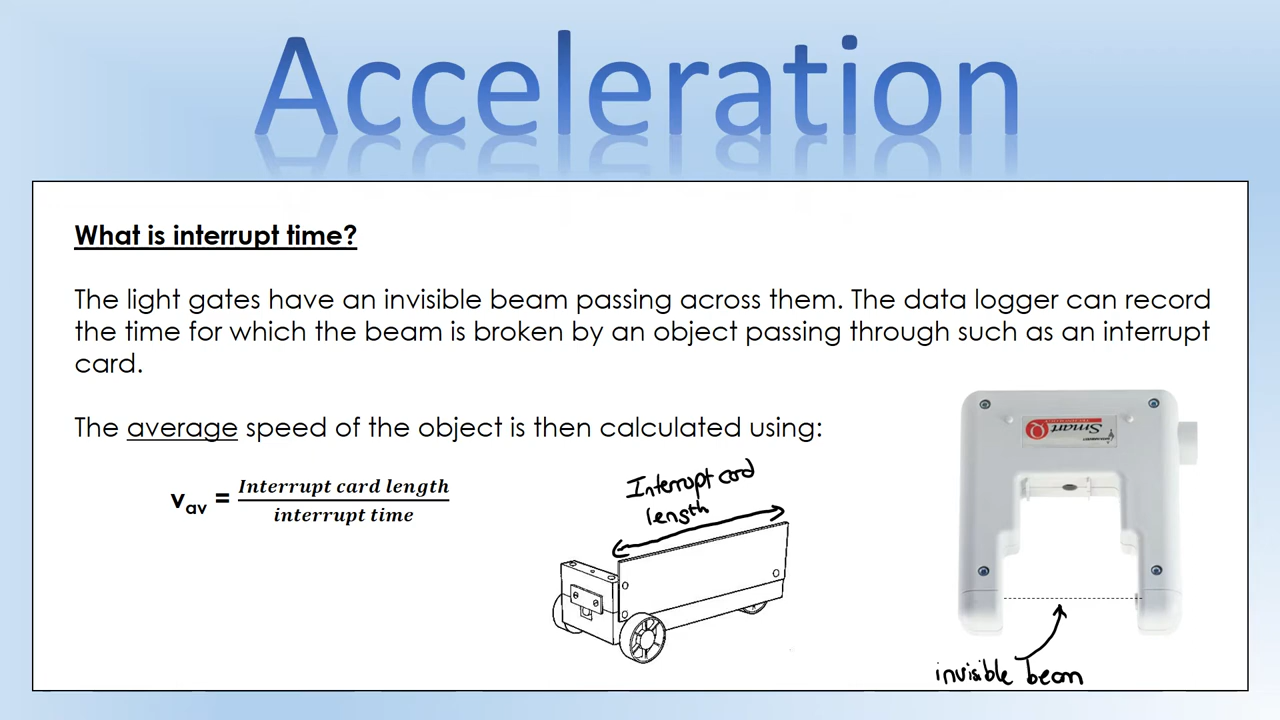 Acceleration
What is interrupt time?
The light gates have an invisible beam passing across them. The data logger can record
the time for which the beam is broken by an object passing through such as an interrupt
card.
The average speed of the object is then calculated using:
v_av = Interrupt card length / interrupt time
Interrupt card
length
Smart Q
invisible beam